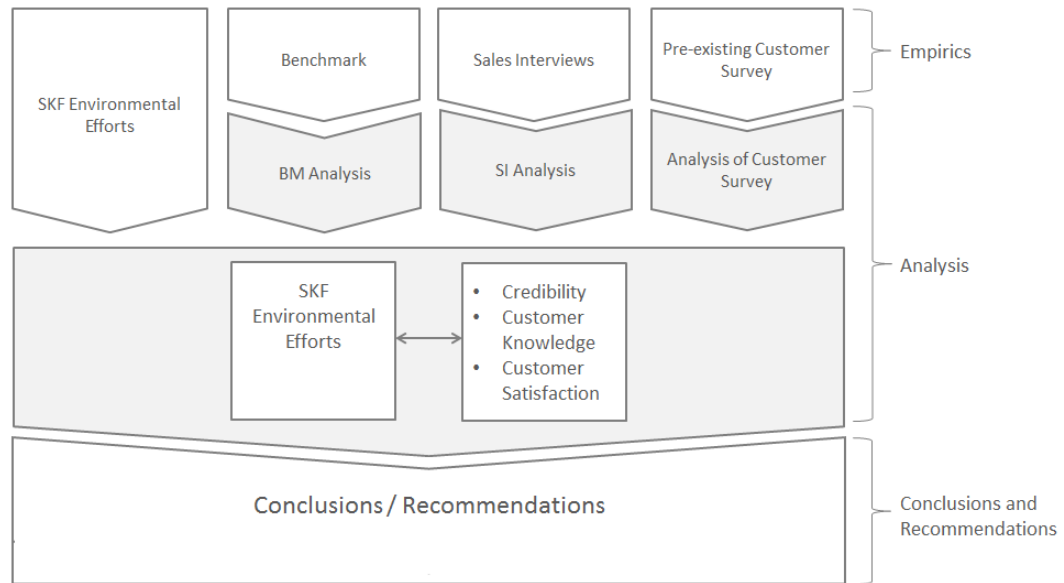 SKF Environmental
Efforts
Benchmark
Sales Interviews
Pre-existing Customer
Survey
Empirics
BM Analysis
SI Analysis
Analysis of Customer
Survey
Analysis
SKF
Environmental
Efforts
• Credibility
• Customer
Knowledge
• Customer
Satisfaction
Conclusions / Recommendations
Conclusions and
Recommendations